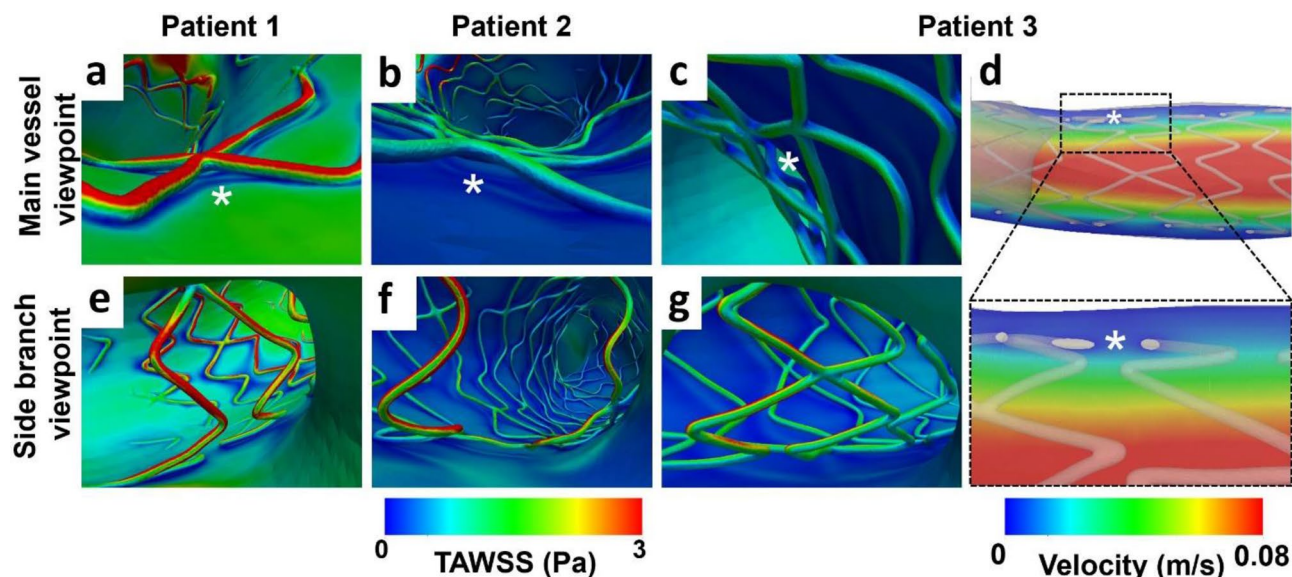 Patient 1 Patient 2 Patient 3
Main vessel
viewpoint
a b c d
* * * *
Side branch
viewpoint
e f g *
0 3
TAWSS (Pa)
0 0.08
Velocity (m/s)